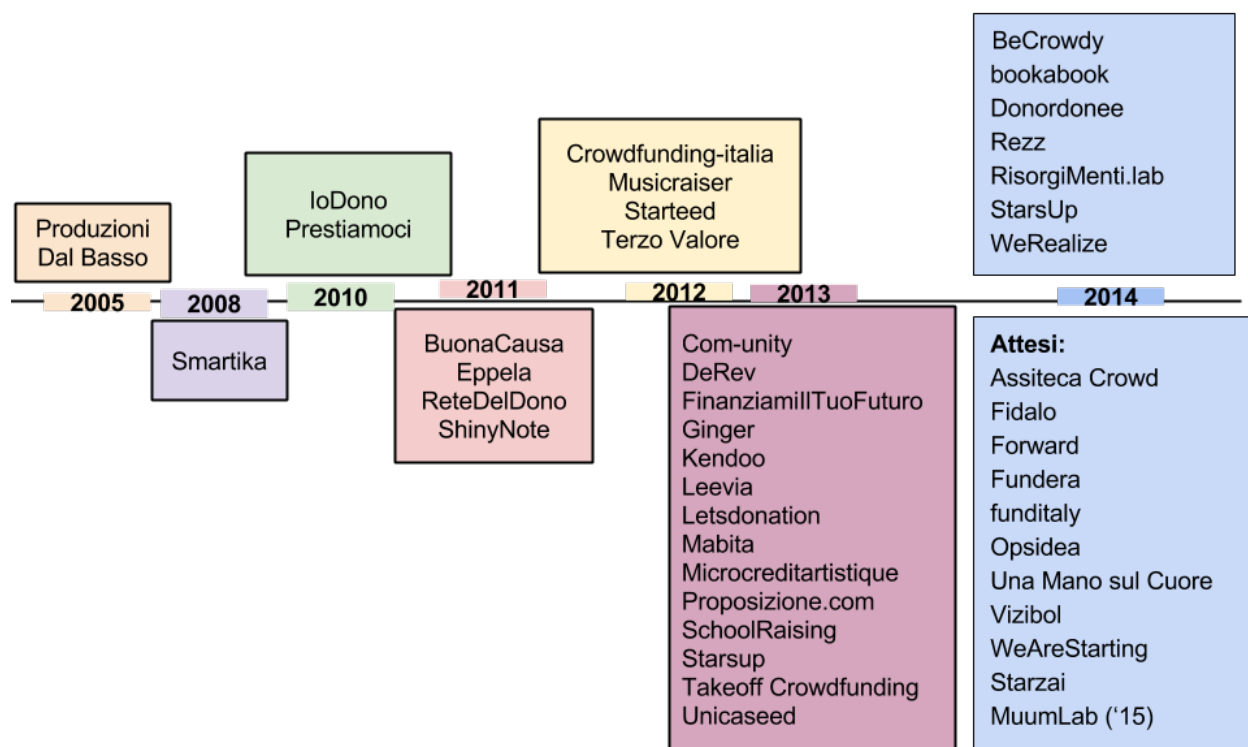 Produzioni
Dal Basso
2005
2008
Smartika
IoDono
Prestiamoci
2010
2011
BuonaCausa
Eppela
ReteDelDono
ShinyNote
Crowdfunding-italia
Musicraiser
Starteed
Terzo Valore
2012
2013
Com-unity
DeRev
FinanziamiIlTuoFuturo
Ginger
Kendoo
Leevia
Letsdonation
Mabita
Microcreditartistique
Proposizione.com
SchoolRaising
Starsup
Takeoff Crowdfunding
Unicaseed
BeCrowdy
bookabook
Donordonee
Rezz
RisorgiMenti.lab
StarsUp
WeRealize
2014
Attesi:
Assiteca Crowd
Fidalo
Forward
Fundera
funditaly
Opsidea
Una Mano sul Cuore
Vizibol
WeAreStarting
Starzai
MuumLab (‘15)